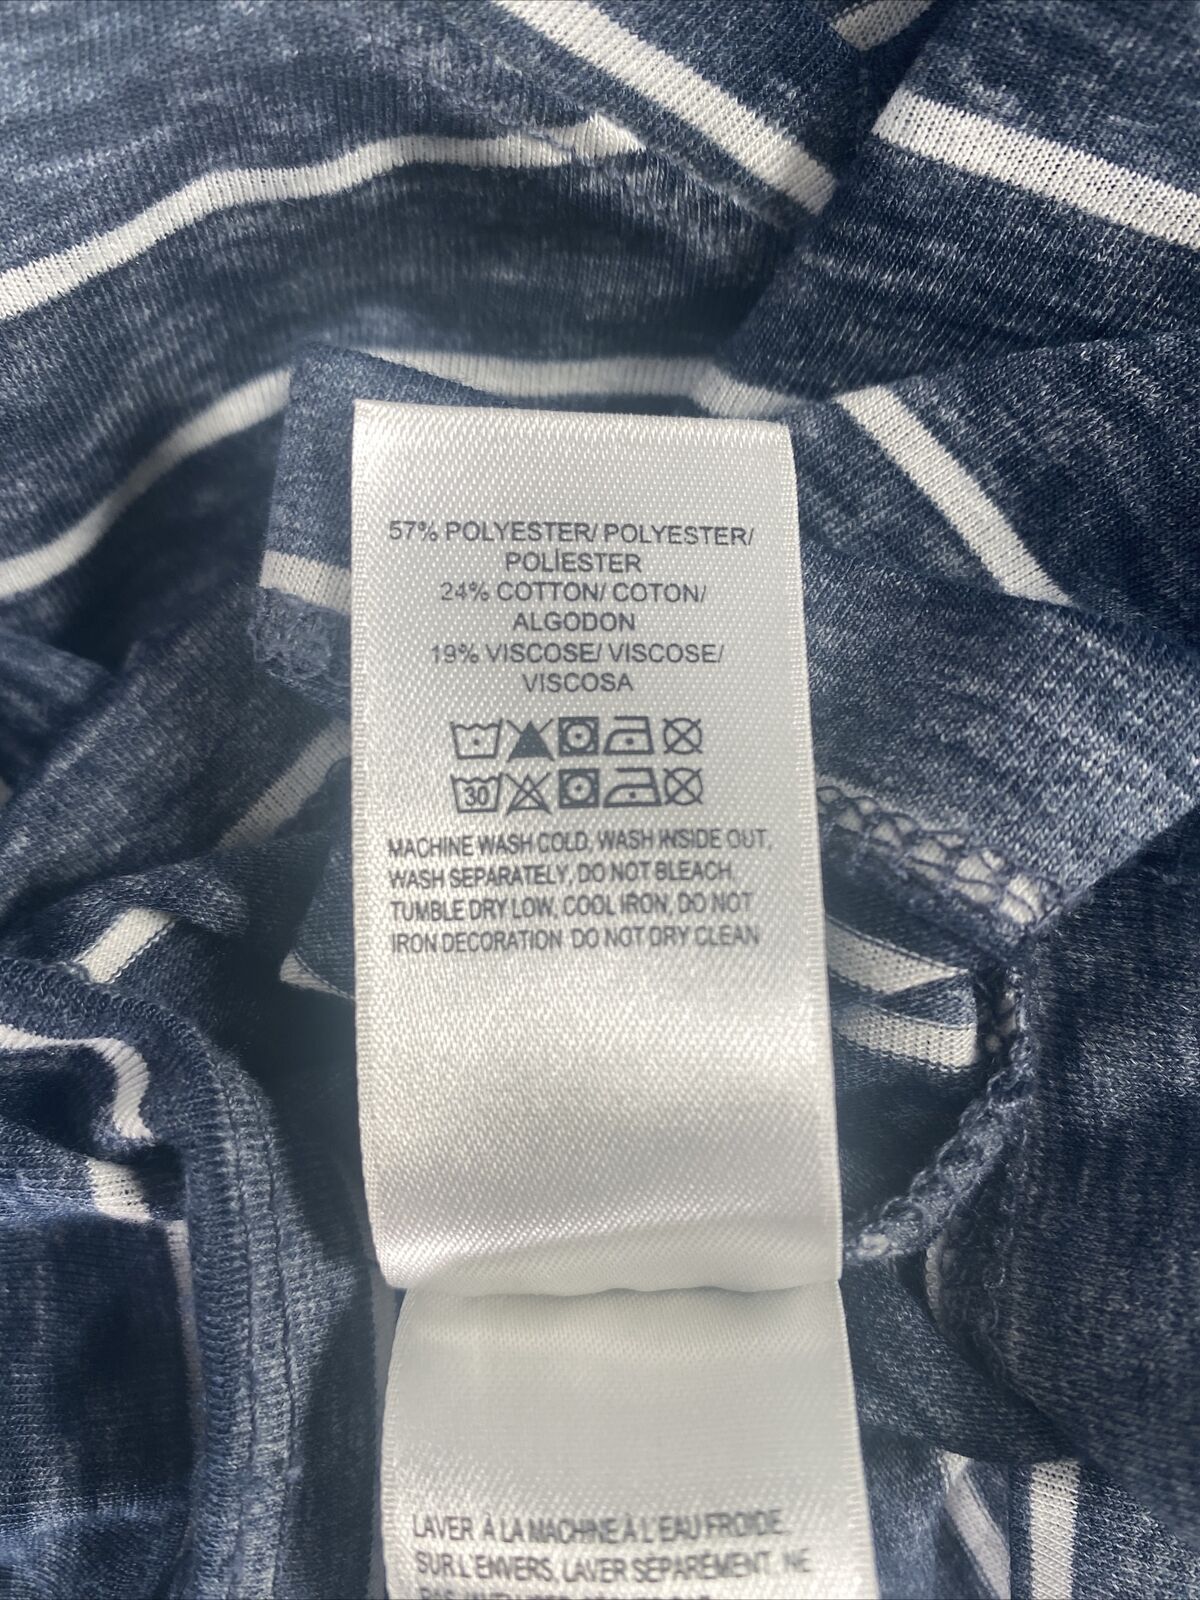 57% POLYESTER/ POLYESTER/
POLİESTER
24% COTTON/ COTON/
ALGODON
19% VISCOSE/ VISCOSE/
VISCOSA
30
MACHINE WASH COLD, WASH INSIDE OUT,
WASH SEPARATELY, DO NOT BLEACH.
TUMBLE DRY LOW, COOL IRON, DO NOT
IRON DECORATION DO NOT DRY CLEAN
LAVER À LA MACHINE À L'EAU FROIDE,
SUR L'ENVERS, LAVER SÉPARÉMENT, NE